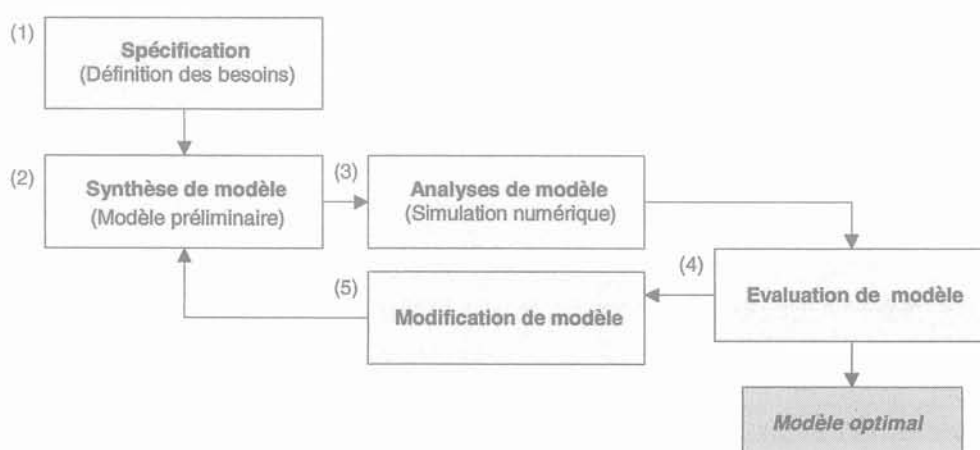 (1)
Spécification
(Définition des besoins)
(2)
Synthèse de modèle
(Modèle préliminaire)
(3)
Analyses de modèle
(Simulation numérique)
(4)
Evaluation de modèle
(5)
Modification de modèle
Modèle optimal